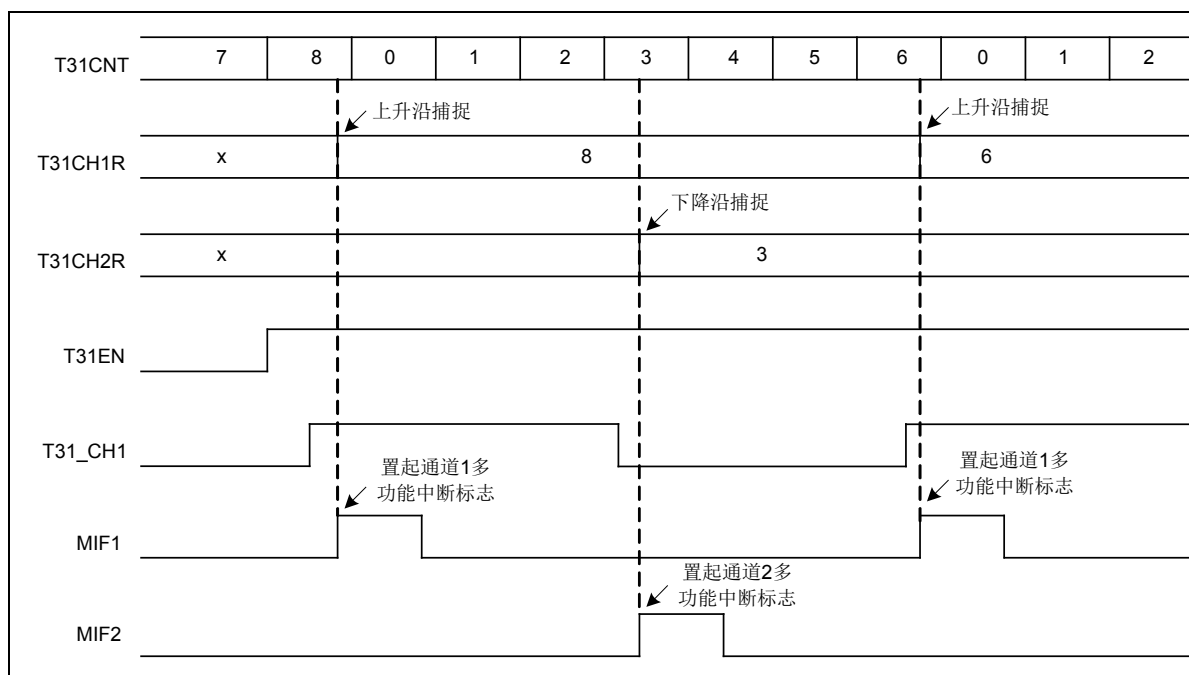 T31CNT 7 8 0 1 2 3 4 5 6 0 1 2
上升沿捕捉 上升沿捕捉
T31CH1R x 8 6
下降沿捕捉
T31CH2R x 3
T31EN
T31_CH1
置起通道1多
功能中断标志
置起通道1多
功能中断标志
MIF1
置起通道2多
功能中断标志
MIF2